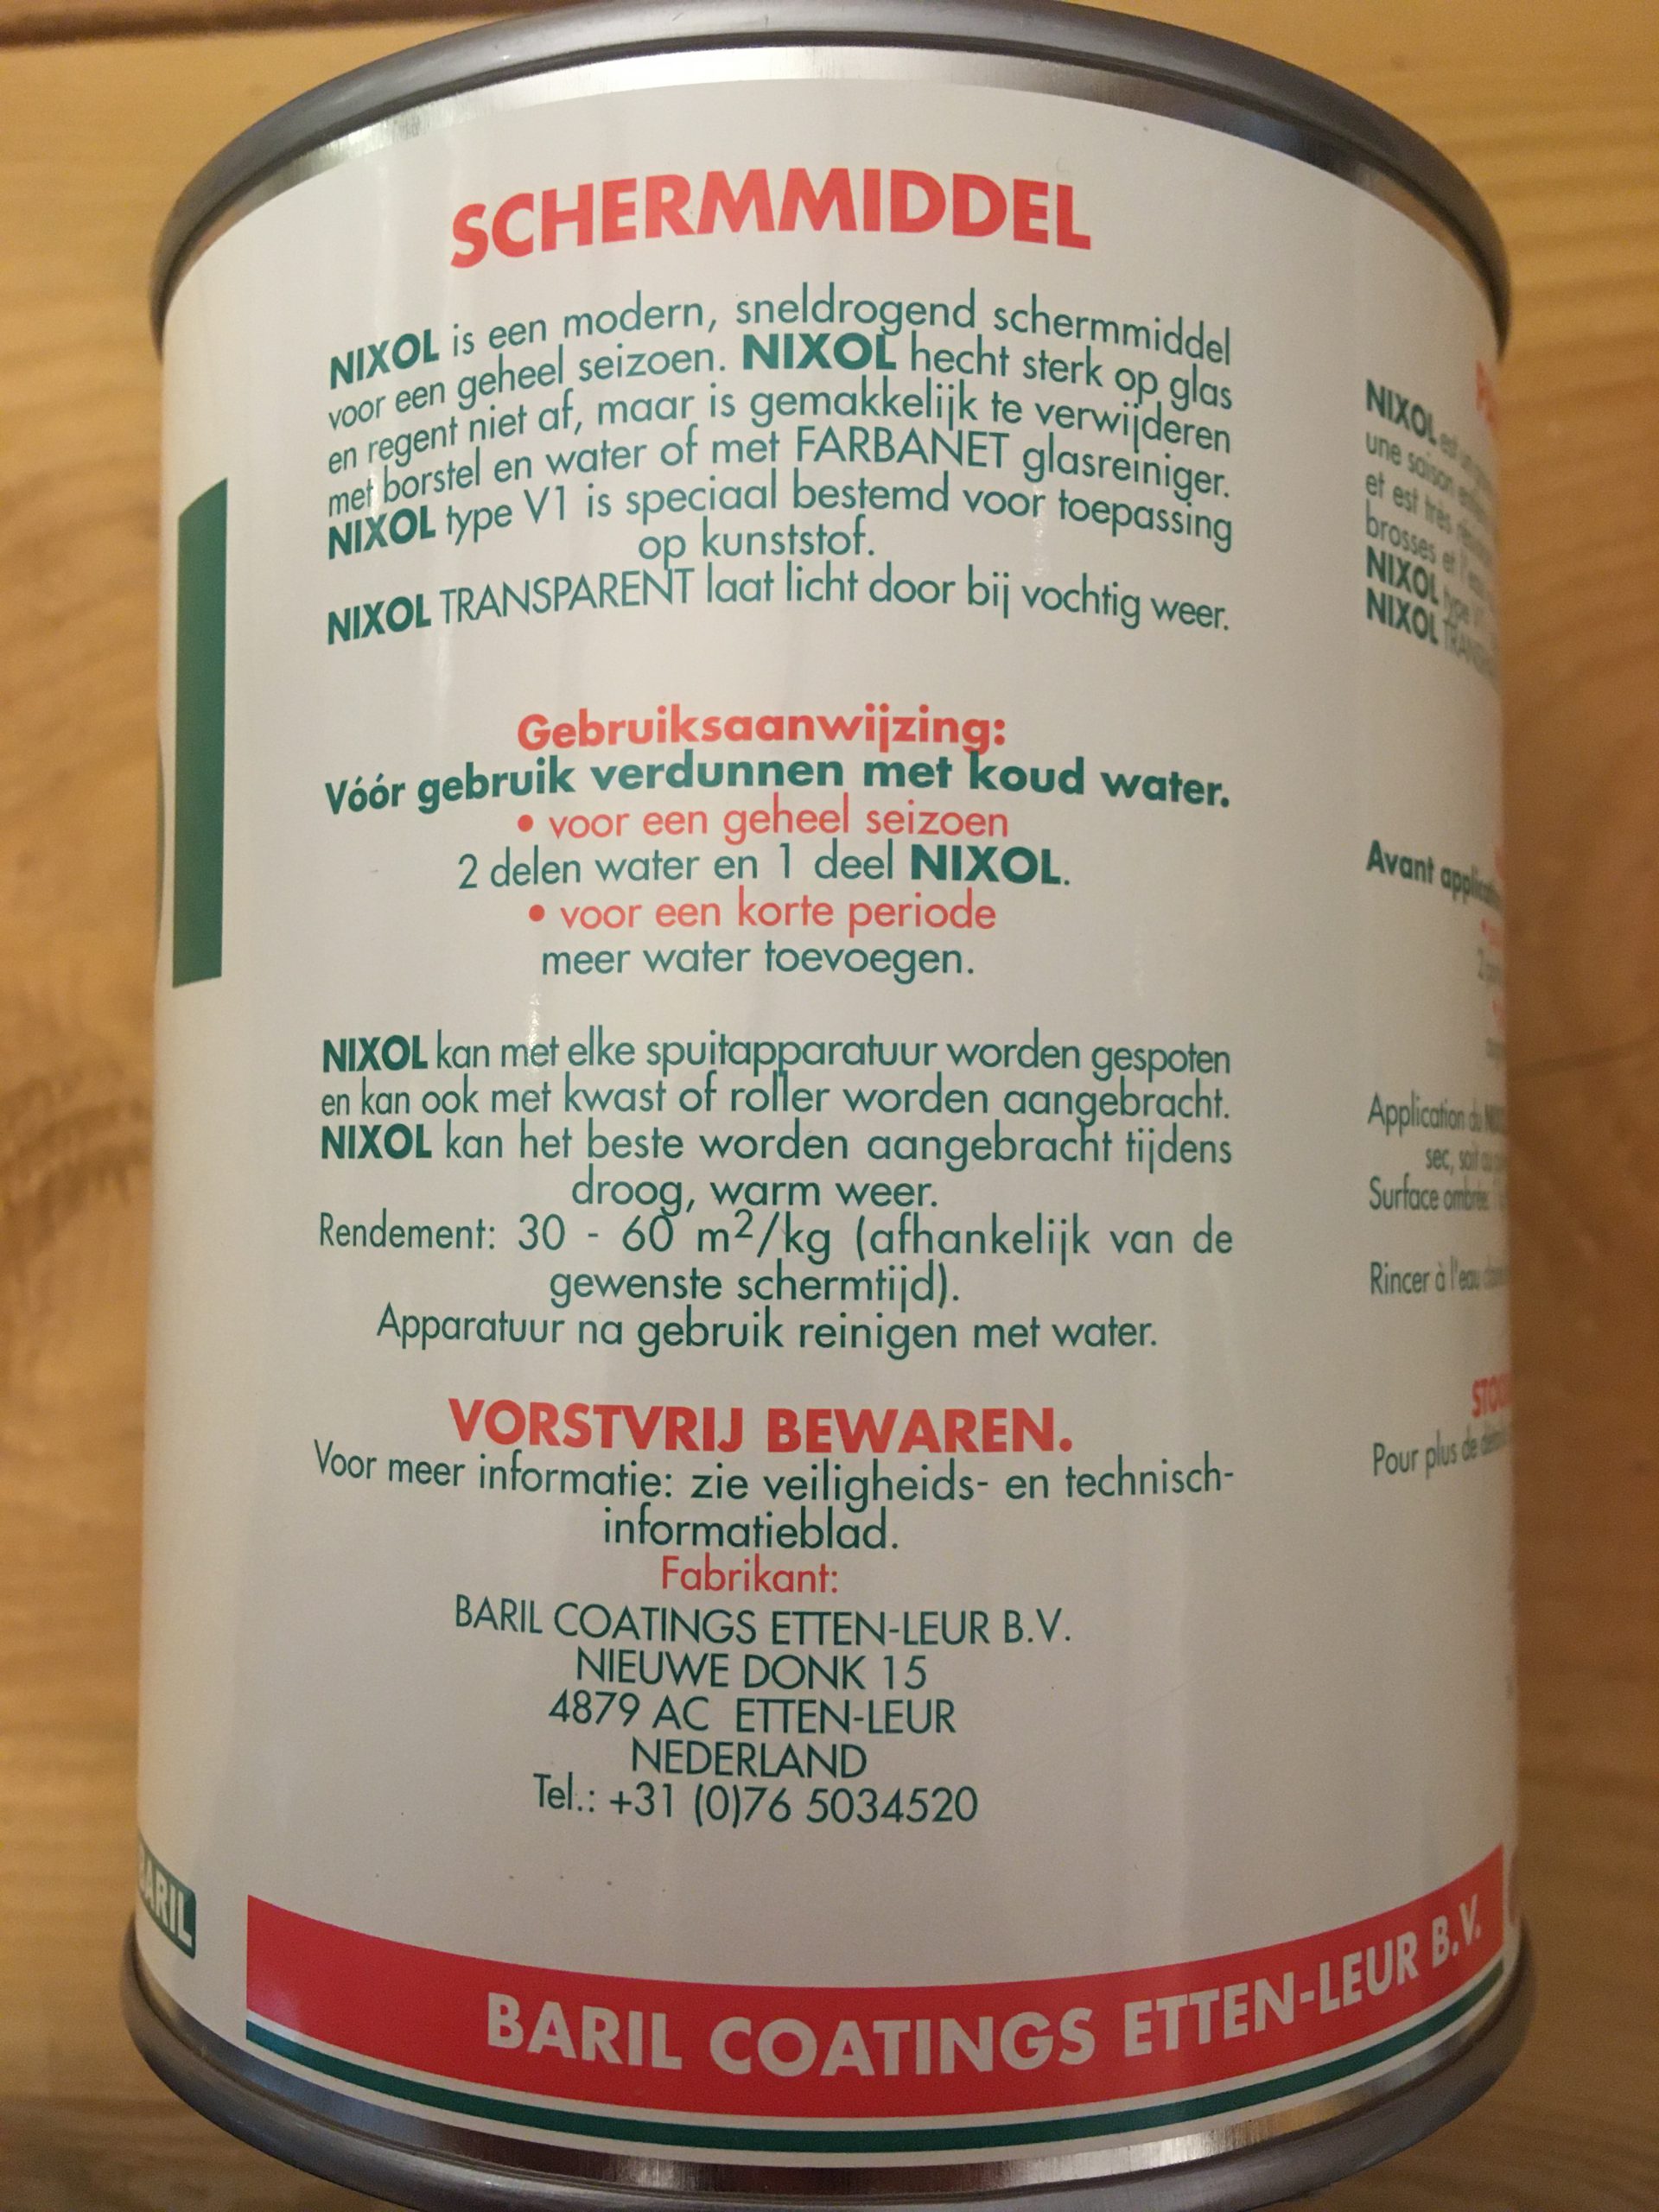 SCHERMMIDDEL
NIXOL is een modern, sneldrogend schermmiddel
voor een geheel seizoen. NIXOL hecht sterk op glas
en regent niet af, maar is gemakkelijk te verwijderen
met borstel en water of met FARBANET glasreiniger.
NIXOL type V1 is speciaal bestemd voor toepassing
op kunststof.
NIXOL TRANSPARENT laat licht door bij vochtig weer.
Gebruiksaanwijzing:
Vóór gebruik verdunnen met koud water.
• voor een geheel seizoen
2 delen water en 1 deel NIXOL.
• voor een korte periode
meer water toevoegen.
NIXOL kan met elke spuitapparatuur worden gespoten
en kan ook met kwast of roller worden aangebracht.
NIXOL kan het beste worden aangebracht tijdens
droog, warm weer.
Rendement: 30 - 60 m²/kg (afhankelijk van de
gewenste schermtijd).
Apparatuur na gebruik reinigen met water.
VORSTVRIJ BEWAREN.
Voor meer informatie: zie veiligheids- en technisch-
informatieblad.
Fabrikant:
BARIL COATINGS ETTEN-LEUR B.V.
NIEUWE DONK 15
4879 AC ETTEN-LEUR
NEDERLAND
Tel.: +31 (0)76 5034520
BARIL COATINGS ETTEN-LEUR B.V.
NIXOL est un
une saison
et est très
brosses et
NIXOL type
NIXOL
Avant
Application du
sec, soit
Surface
Rincer à l'eau
Pour plus de